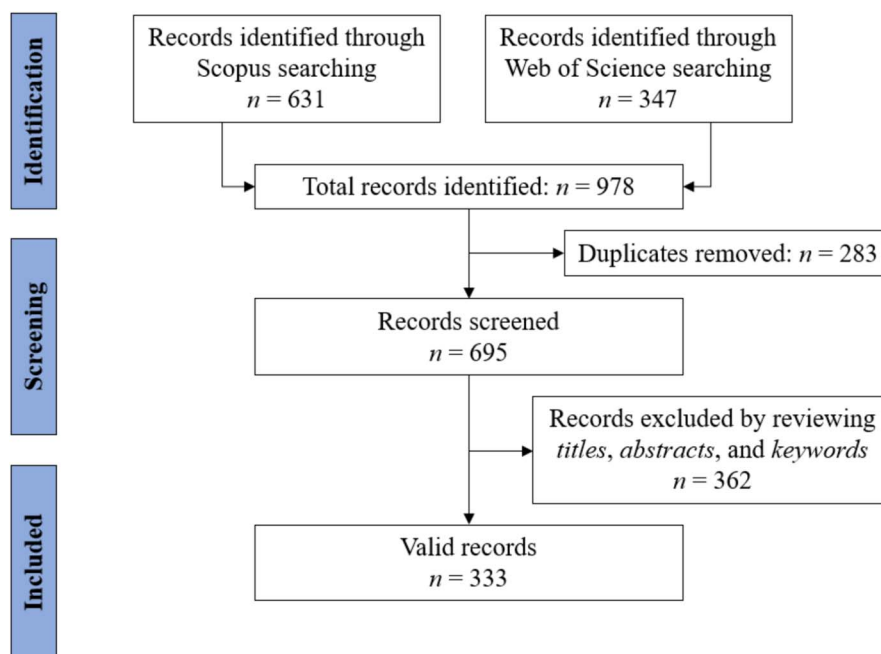 Identification
Records identified through
Scopus searching
n = 631
Records identified through
Web of Science searching
n = 347
Total records identified: n = 978
Screening
Duplicates removed: n = 283
Records screened
n = 695
Records excluded by reviewing
titles, abstracts, and keywords
n = 362
Included
Valid records
n = 333